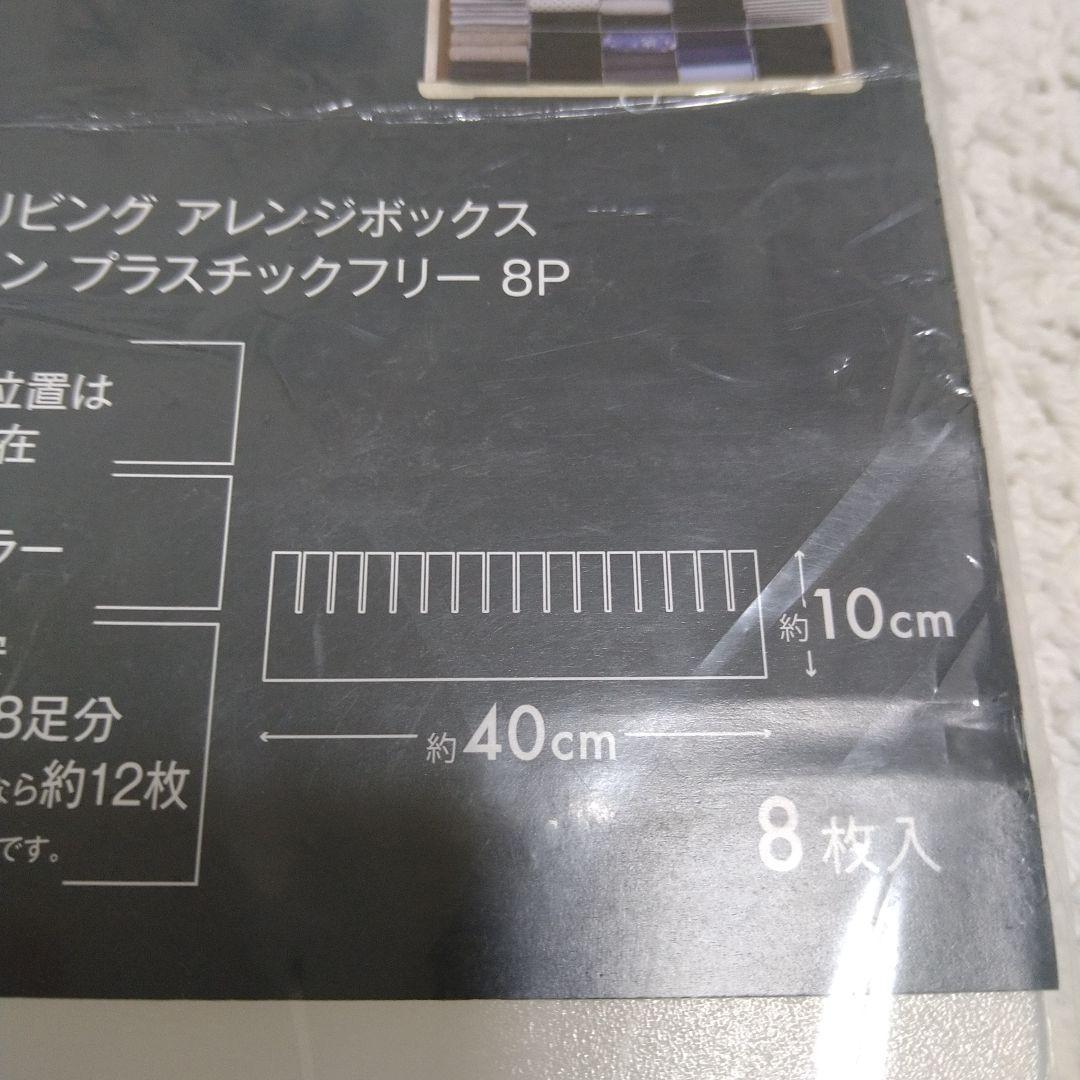 リビング アレンジボックス
ン プラスチックフリー 8P
位置は
在
ラー
8足分
なら約12枚
です。
約10cm
約40cm
8枚入